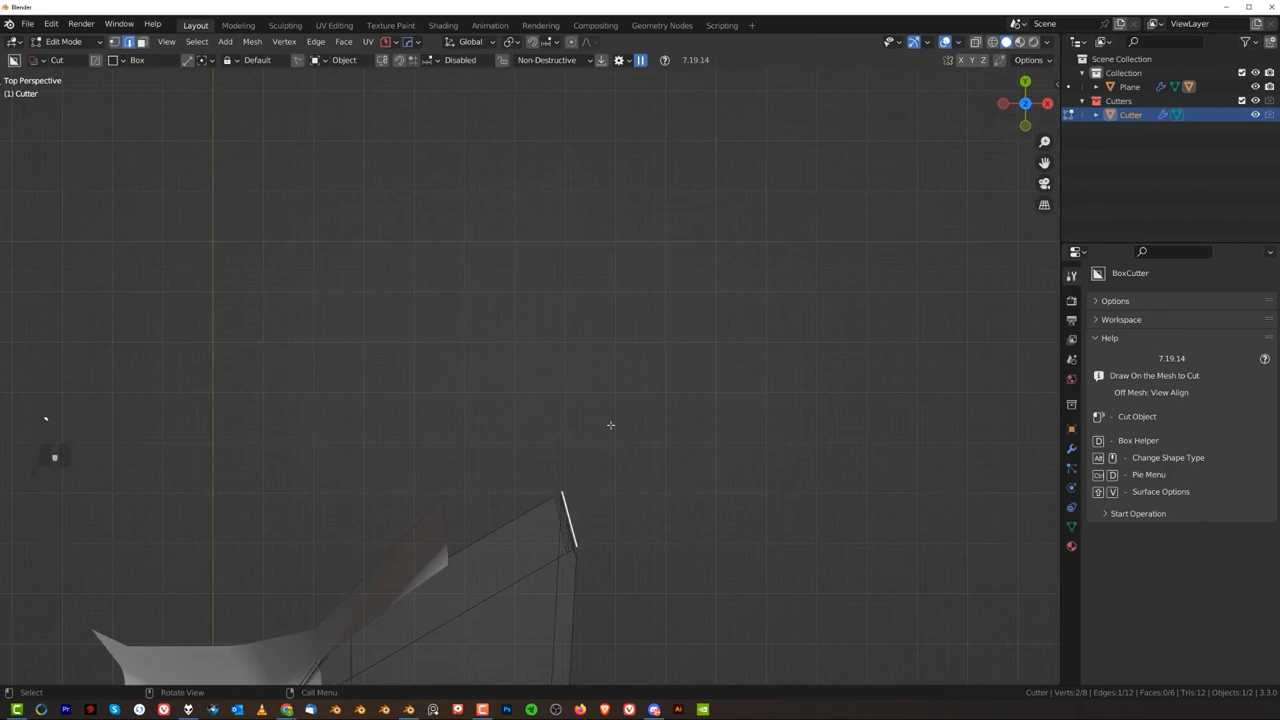 Blender
File Edit Render Window Help Layout Modeling Sculpting UV Editing Texture Paint Shading Animation Rendering Compositing Geometry Nodes Scripting Scene ViewLayer
Edit Mode View Select Add Mesh Vertex Edge Face UV Global Options
Cut Box Default Object Disabled Non-Destructive 7.19.14 X Y Z
Top Perspective
(1) Cutter
Y
Z X
Scene Collection
Collection
Plane
Cutters
Cutter
BoxCutter
Options
Workspace
Help
7.19.14
Draw On the Mesh to Cut
Off Mesh: View Align
- Cut Object
D - Box Helper
Alt - Change Shape Type
Ctrl D - Pie Menu
V - Surface Options
Start Operation
Select Rotate View Call Menu Cutter | Verts:2/8 | Edges:1/12 | Faces:0/6 | Tris:12 | Objects:1/2 | 3.3.0
Pr S Ps Ai